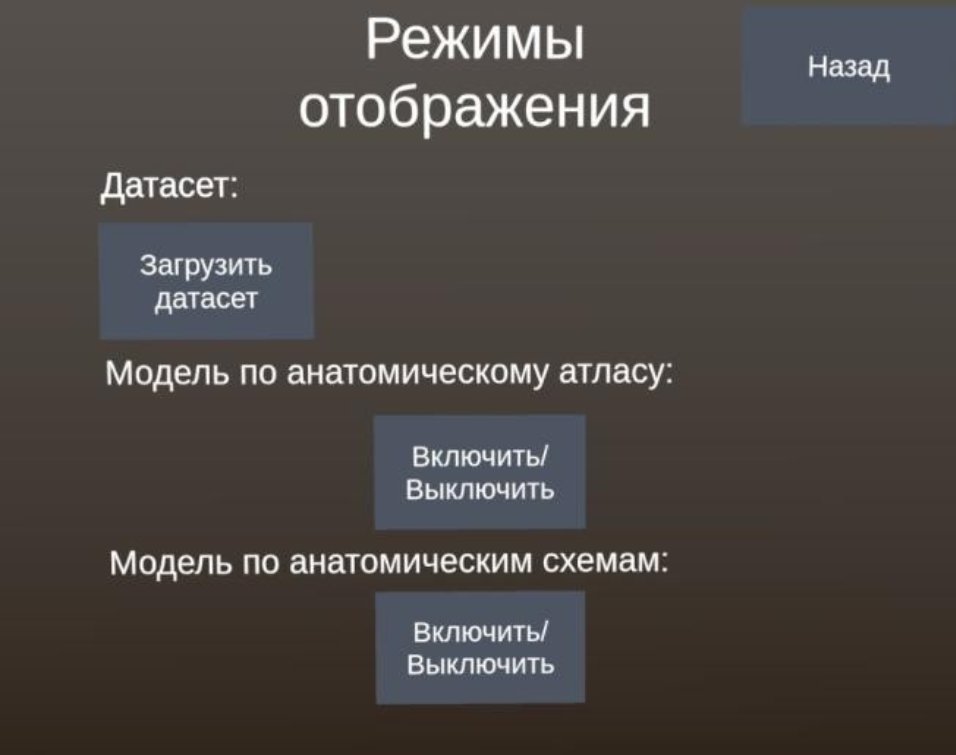 Режимы
отображения
Назад
Датасет:
Загрузить
датасет
Модель по анатомическому атласу:
Включить/
Выключить
Модель по анатомическим схемам:
Включить/
Выключить